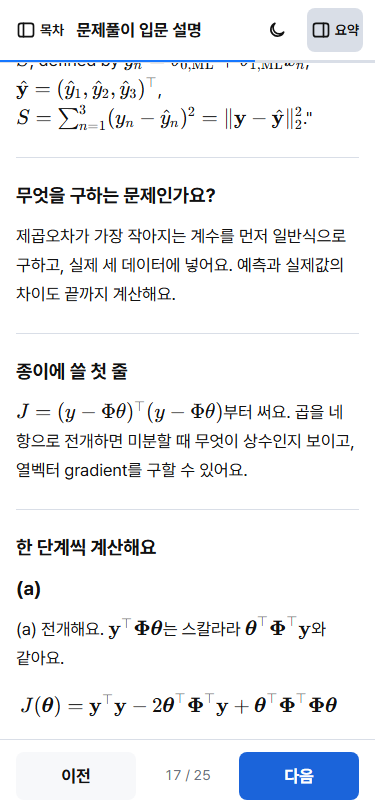 목차 문제풀이 입문 설명 요약
ŷ = (ŷ₁, ŷ₂, ŷ₃)⊤,
S = ∑³ₙ₌₁(yₙ − ŷₙ)² = ‖y − ŷ‖²₂."
무엇을 구하는 문제인가요?
제곱오차가 가장 작아지는 계수를 먼저 일반식으로
구하고, 실제 세 데이터에 넣어요. 예측과 실제값의
차이도 끝까지 계산해요.
종이에 쓸 첫 줄
J = (y − Φθ)⊤(y − Φθ)부터 써요. 곱을 네
항으로 전개하면 미분할 때 무엇이 상수인지 보이고,
열벡터 gradient를 구할 수 있어요.
한 단계씩 계산해요
(a)
(a) 전개해요. y⊤Φθ는 스칼라라 θ⊤Φ⊤y와
같아요.
J(θ) = y⊤y − 2θ⊤Φ⊤y + θ⊤Φ⊤Φθ
이전 17 / 25 다음